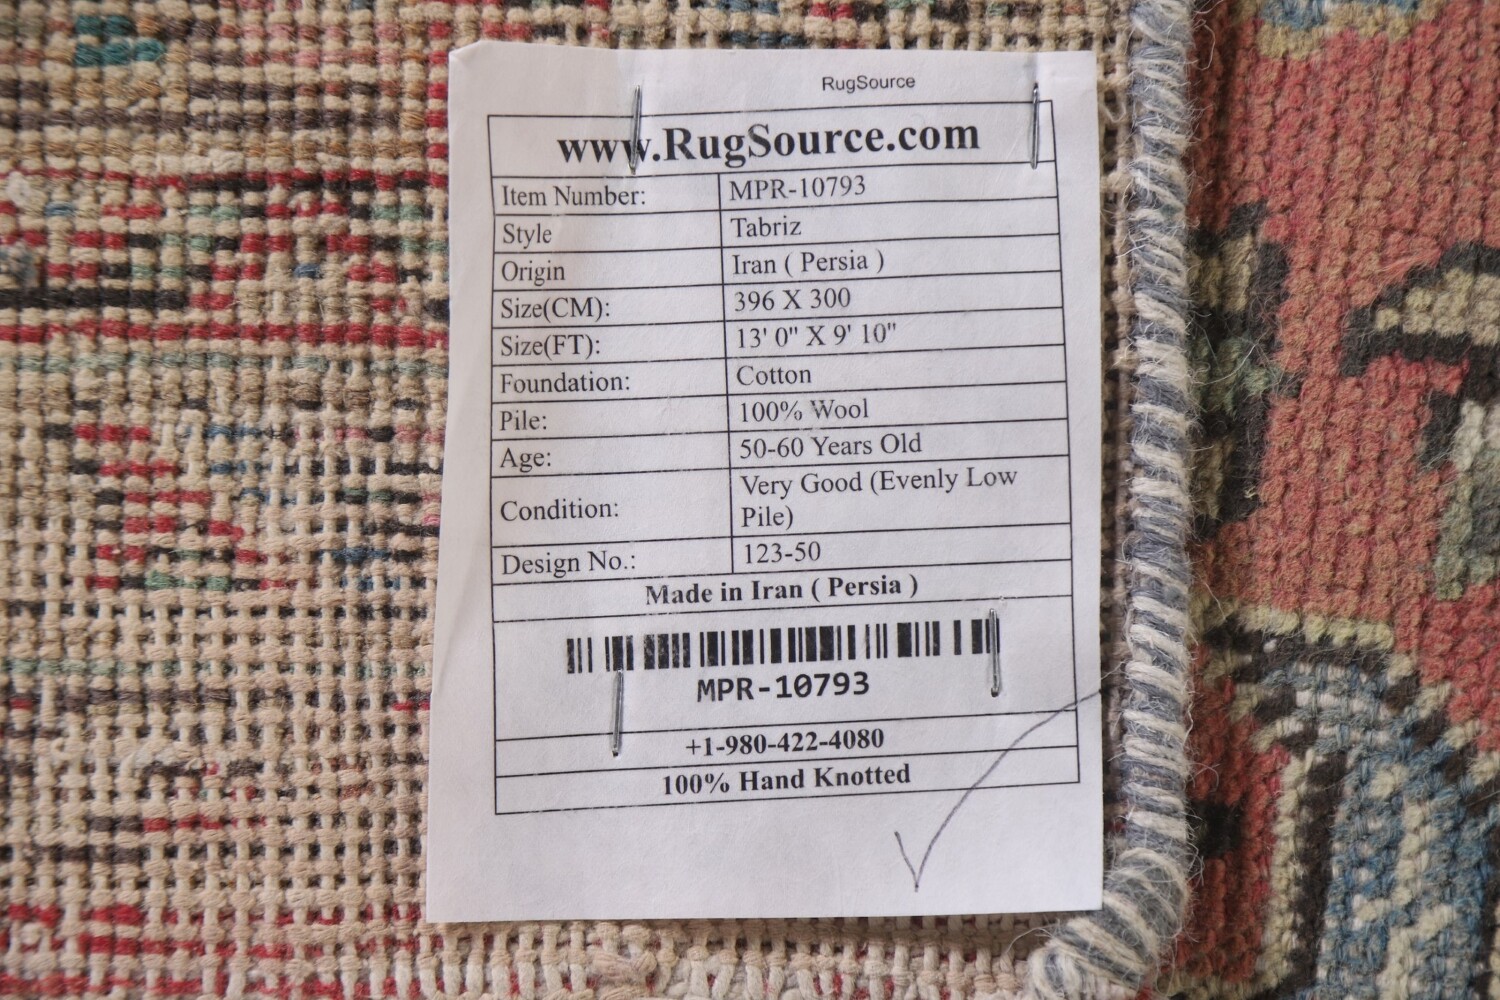 RugSource
www.RugSource.com
Item Number: MPR-10793
Style Tabriz
Origin Iran ( Persia )
Size(CM): 396 X 300
Size(FT): 13' 0" X 9' 10"
Foundation: Cotton
Pile: 100% Wool
Age: 50-60 Years Old
Condition: Very Good (Evenly Low
Pile)
Design No.: 123-50
Made in Iran ( Persia )
MPR-10793
+1-980-422-4080
100% Hand Knotted